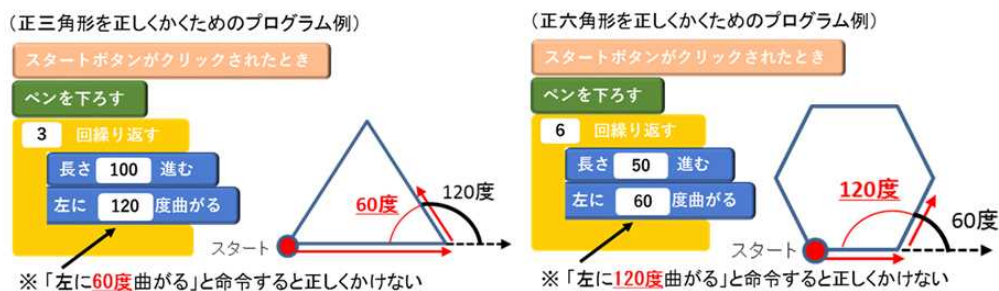 (正三角形を正しくかくためのプログラム例)
スタートボタンがクリックされたとき
ペンを下ろす
3 回繰り返す
長さ 100 進む
左に 120 度曲がる
60度
120度
スタート
※「左に60度曲がる」と命令すると正しくかけない
(正六角形を正しくかくためのプログラム例)
スタートボタンがクリックされたとき
ペンを下ろす
6 回繰り返す
長さ 50 進む
左に 60 度曲がる
120度
60度
スタート
※「左に120度曲がる」と命令すると正しくかけない